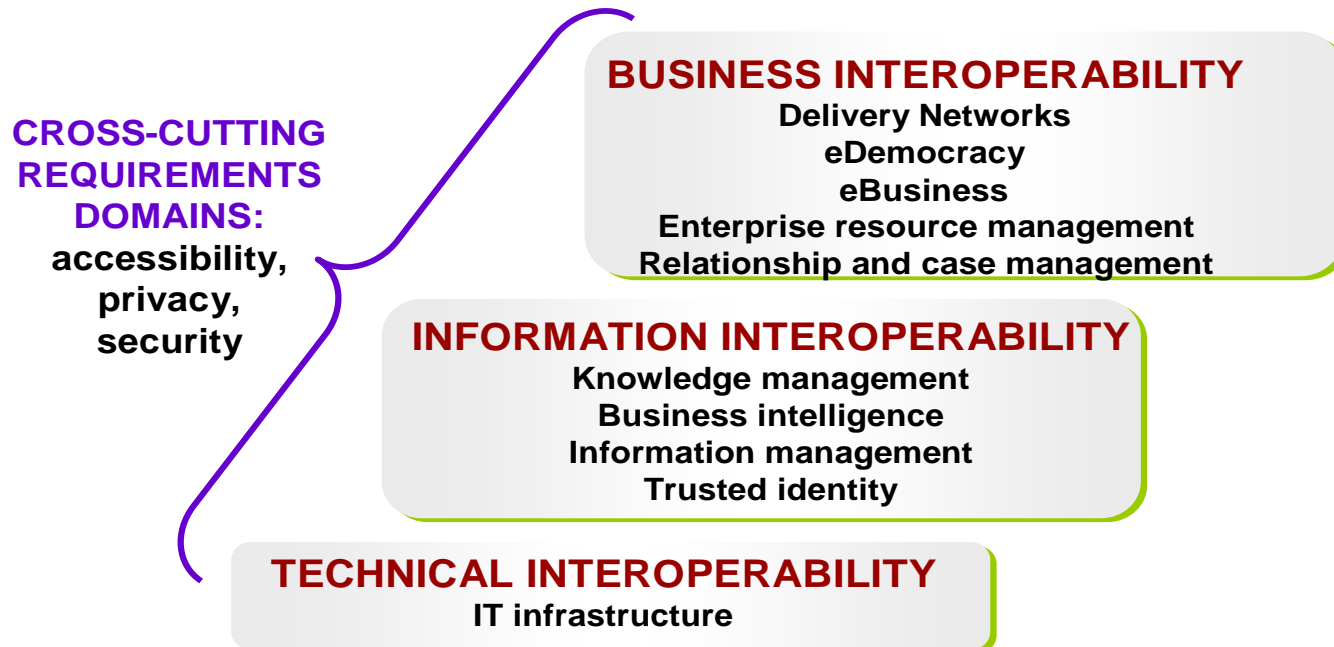 CROSS-CUTTING
REQUIREMENTS
DOMAINS:
accessibility,
privacy,
security
BUSINESS INTEROPERABILITY
Delivery Networks
eDemocracy
eBusiness
Enterprise resource management
Relationship and case management
INFORMATION INTEROPERABILITY
Knowledge management
Business intelligence
Information management
Trusted identity
TECHNICAL INTEROPERABILITY
IT infrastructure